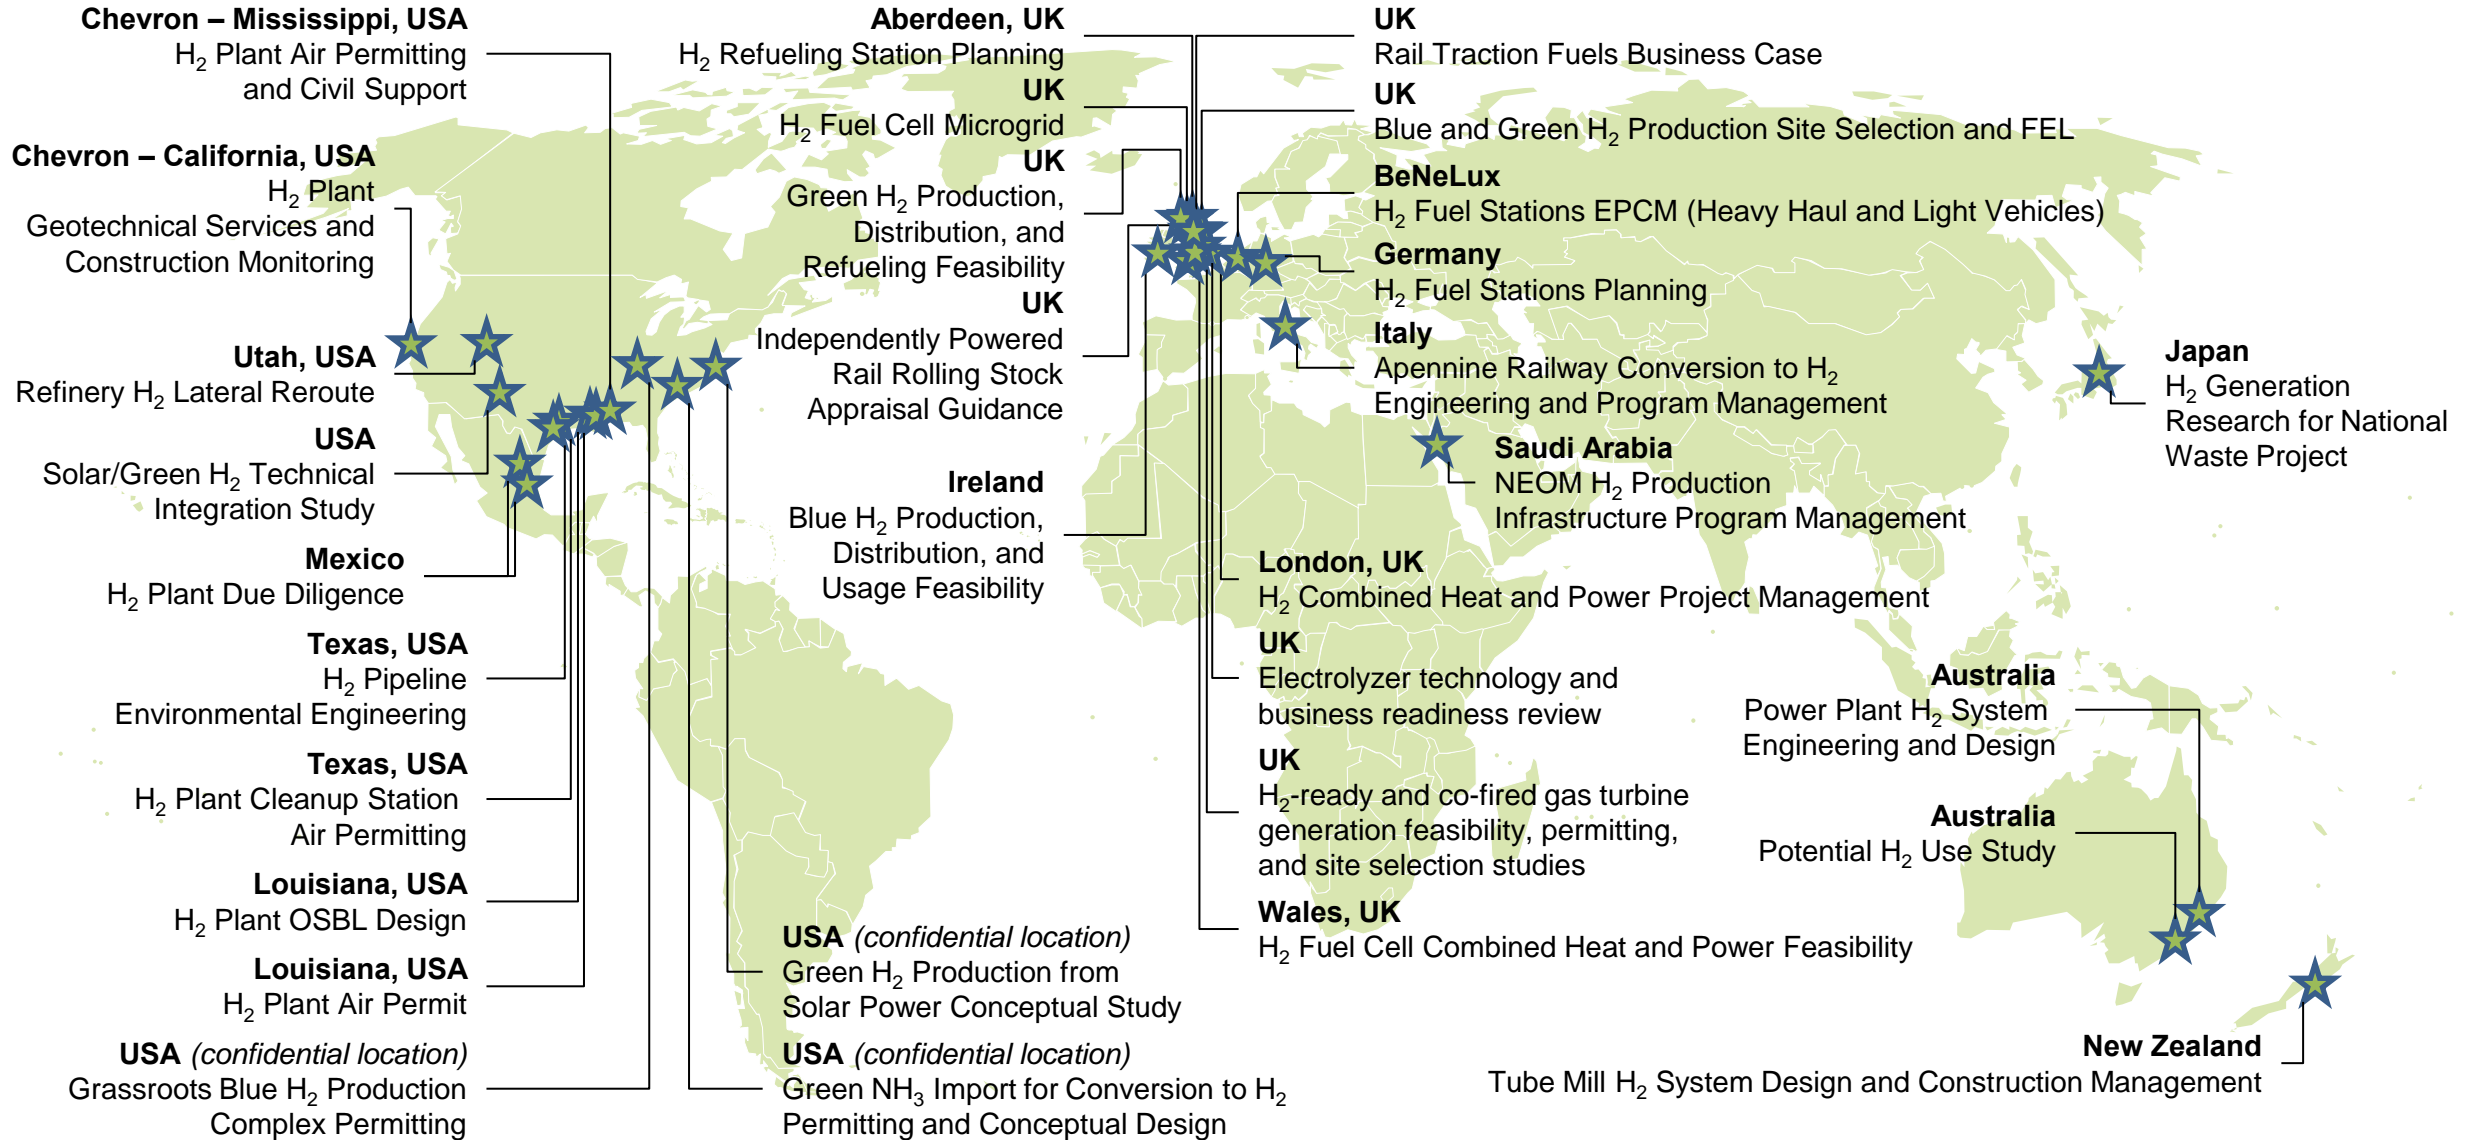 Chevron – Mississippi, USA
H₂ Plant Air Permitting
and Civil Support
Chevron – California, USA
H₂ Plant
Geotechnical Services and
Construction Monitoring
Utah, USA
Refinery H₂ Lateral Reroute
USA
Solar/Green H₂ Technical
Integration Study
Mexico
H₂ Plant Due Diligence
Texas, USA
H₂ Pipeline
Environmental Engineering
Texas, USA
H₂ Plant Cleanup Station
Air Permitting
Louisiana, USA
H₂ Plant OSBL Design
Louisiana, USA
H₂ Plant Air Permit
USA (confidential location)
Grassroots Blue H₂ Production
Complex Permitting
USA (confidential location)
Green H₂ Production from
Solar Power Conceptual Study
USA (confidential location)
Green NH₃ Import for Conversion to H₂
Permitting and Conceptual Design
Aberdeen, UK
H₂ Refueling Station Planning
UK
H₂ Fuel Cell Microgrid
UK
Green H₂ Production,
Distribution, and
Refueling Feasibility
UK
Independently Powered
Rail Rolling Stock
Appraisal Guidance
Ireland
Blue H₂ Production,
Distribution, and
Usage Feasibility
UK
Rail Traction Fuels Business Case
UK
Blue and Green H₂ Production Site Selection and FEL
BeNeLux
H₂ Fuel Stations EPCM (Heavy Haul and Light Vehicles)
Germany
H₂ Fuel Stations Planning
Italy
Apennine Railway Conversion to H₂
Engineering and Program Management
Saudi Arabia
NEOM H₂ Production
Infrastructure Program Management
London, UK
H₂ Combined Heat and Power Project Management
UK
Electrolyzer technology and
business readiness review
UK
H₂-ready and co-fired gas turbine
generation feasibility, permitting,
and site selection studies
Wales, UK
H₂ Fuel Cell Combined Heat and Power Feasibility
Japan
H₂ Generation
Research for National
Waste Project
Australia
Power Plant H₂ System
Engineering and Design
Australia
Potential H₂ Use Study
New Zealand
Tube Mill H₂ System Design and Construction Management